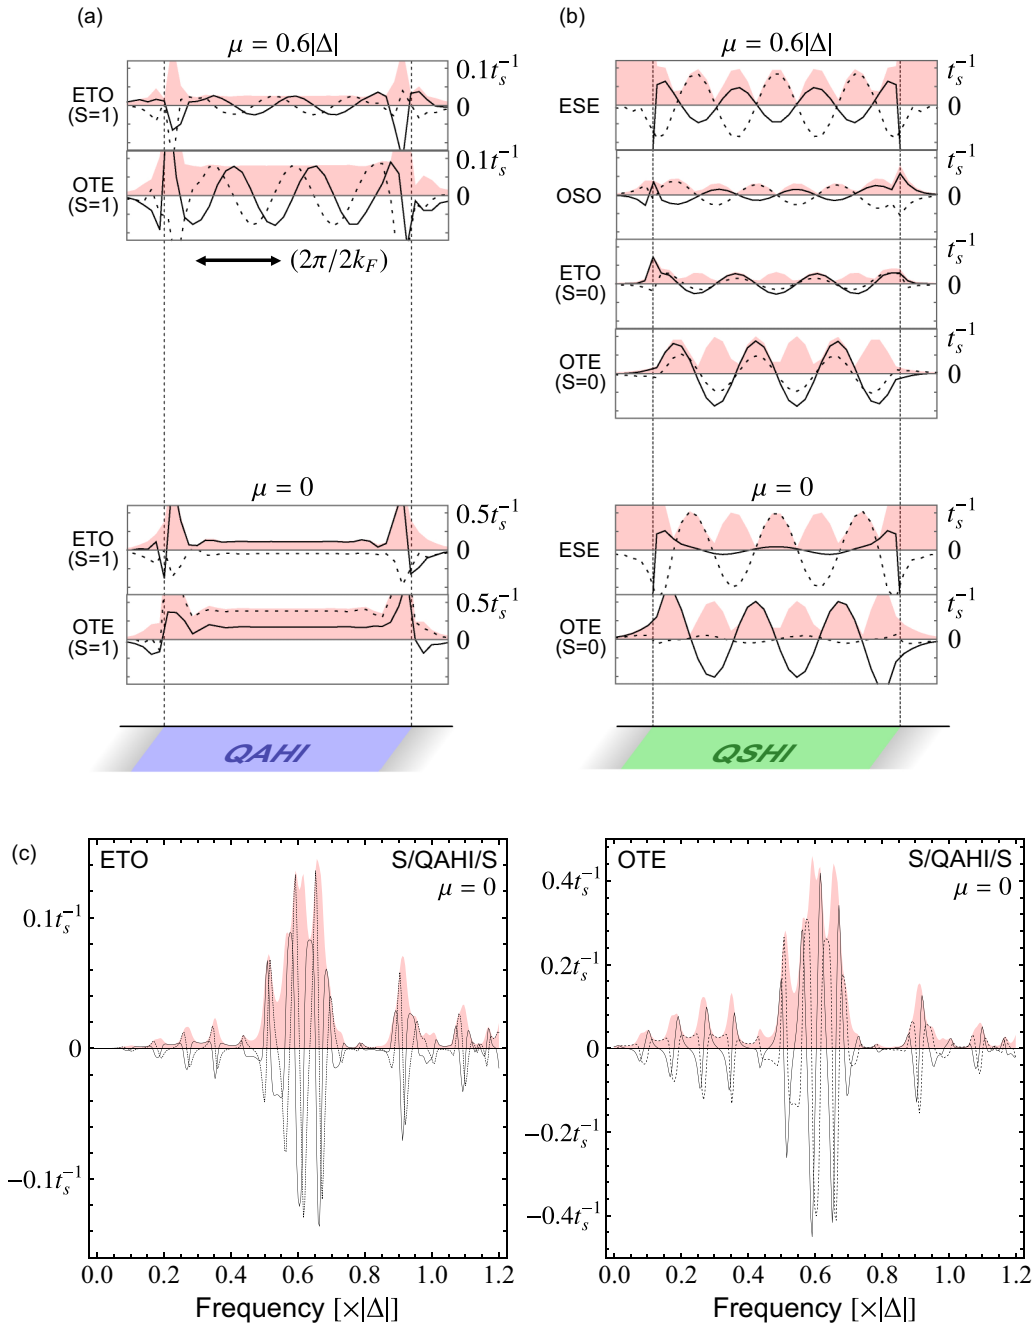 (a)
μ = 0.6|Δ|
ETO
(S=1)
0.1t_s^{-1}
0
OTE
(S=1)
0.1t_s^{-1}
0
(2π/2k_F)
μ = 0
ETO
(S=1)
0.5t_s^{-1}
0
OTE
(S=1)
0.5t_s^{-1}
0
QAHI
(b)
μ = 0.6|Δ|
ESE
t_s^{-1}
0
OSO
t_s^{-1}
0
ETO
(S=0)
t_s^{-1}
0
OTE
(S=0)
t_s^{-1}
0
μ = 0
ESE
t_s^{-1}
0
OTE
(S=0)
t_s^{-1}
0
QSHI
(c)
ETO
S/QAHI/S
μ = 0
0.1t_s^{-1}
0
−0.1t_s^{-1}
0.0 0.2 0.4 0.6 0.8 1.0 1.2
Frequency [×|Δ|]
OTE
S/QAHI/S
μ = 0
0.4t_s^{-1}
0.2t_s^{-1}
0
−0.2t_s^{-1}
−0.4t_s^{-1}
0.0 0.2 0.4 0.6 0.8 1.0 1.2
Frequency [×|Δ|]